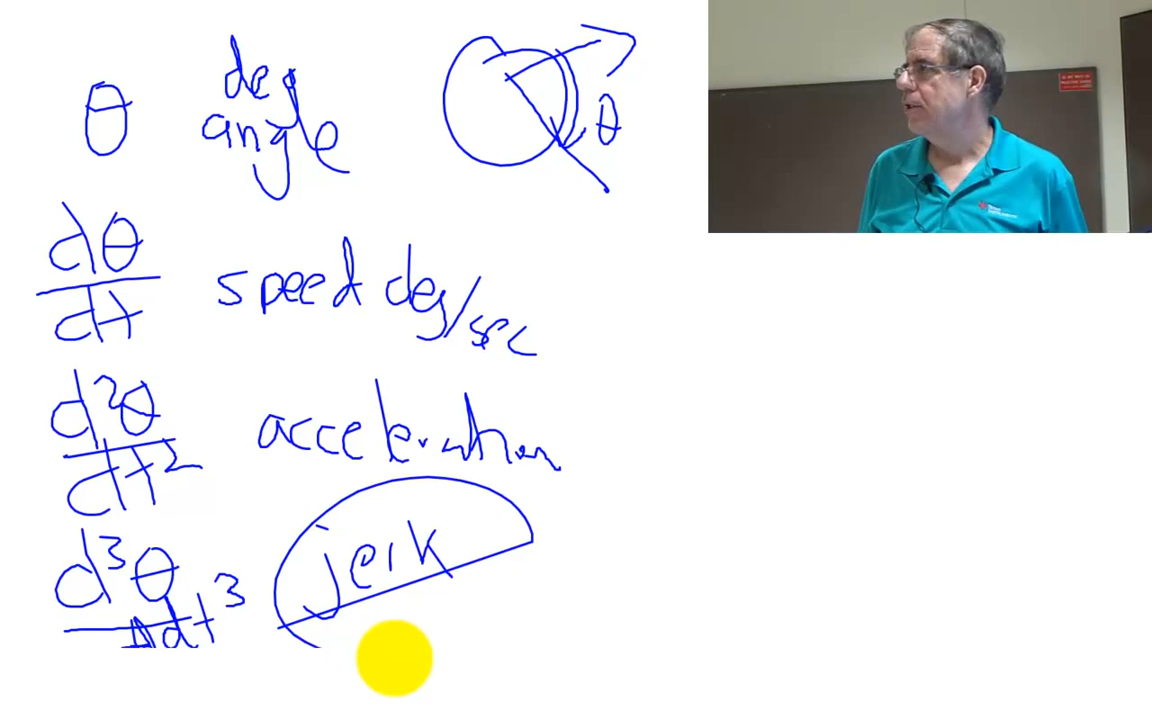 θ deg angle θ
dθ/dt speed deg/sec
d²θ/dt² acceleration
d³θ/dt³ jerk